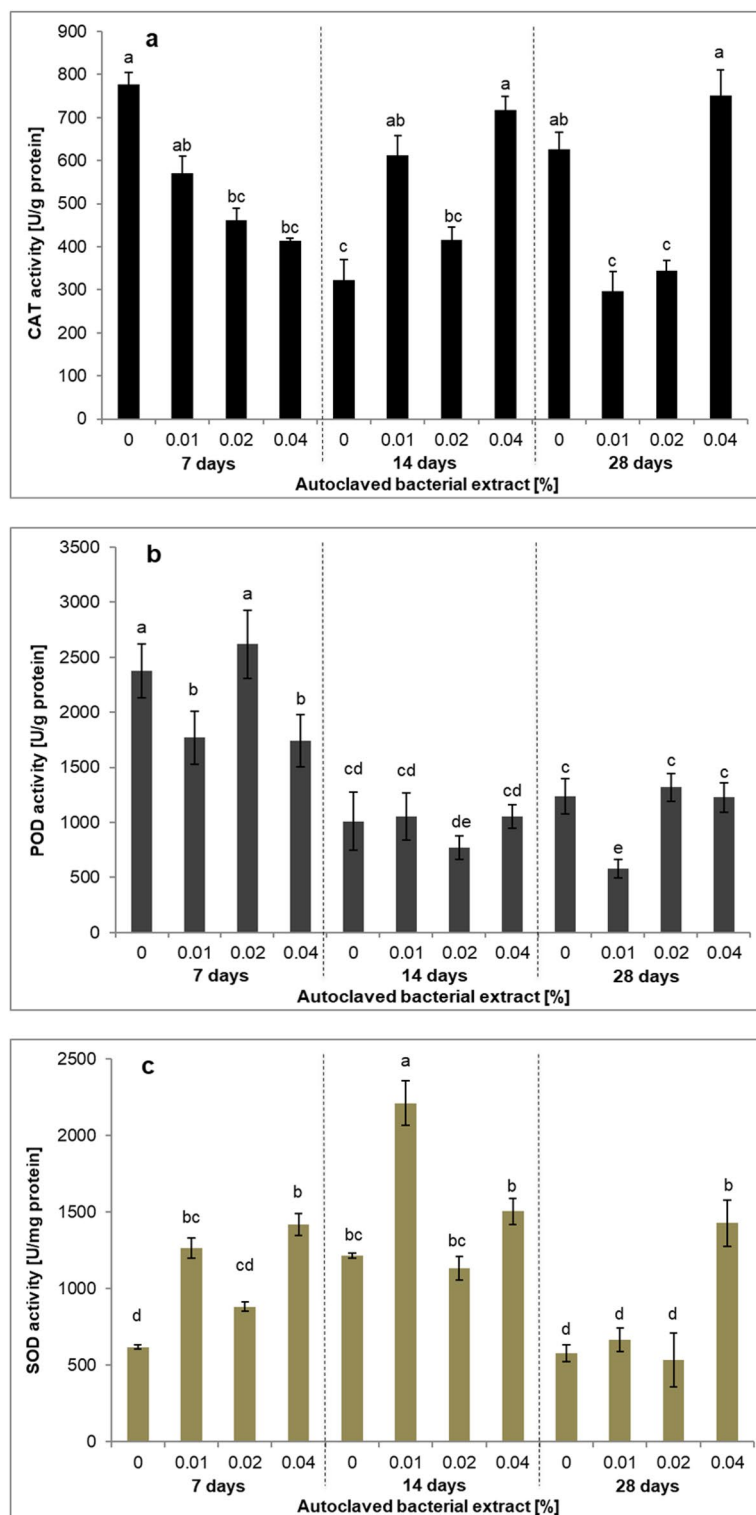 a
CAT activity [U/g protein]
900
800
700
600
500
400
300
200
100
0
a
ab
bc
bc
c
ab
bc
a
ab
c
c
a
0 0.01 0.02 0.04 0 0.01 0.02 0.04 0 0.01 0.02 0.04
7 days 14 days 28 days
Autoclaved bacterial extract [%]
b
POD activity [U/g protein]
3500
3000
2500
2000
1500
1000
500
0
a
b
a
b
cd
cd
de
cd
c
e
c
c
0 0.01 0.02 0.04 0 0.01 0.02 0.04 0 0.01 0.02 0.04
7 days 14 days 28 days
Autoclaved bacterial extract [%]
c
SOD activity [U/mg protein]
2500
2000
1500
1000
500
0
d
bc
cd
b
bc
a
bc
b
d
d
d
b
0 0.01 0.02 0.04 0 0.01 0.02 0.04 0 0.01 0.02 0.04
7 days 14 days 28 days
Autoclaved bacterial extract [%]